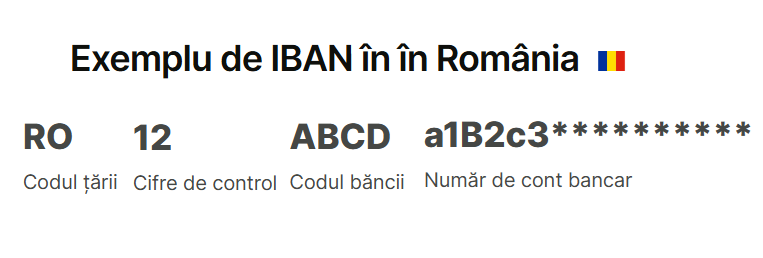 Exemplu de IBAN în în România
RO 12 ABCD a1B2c3**********
Codul țării Cifre de control Codul băncii Număr de cont bancar